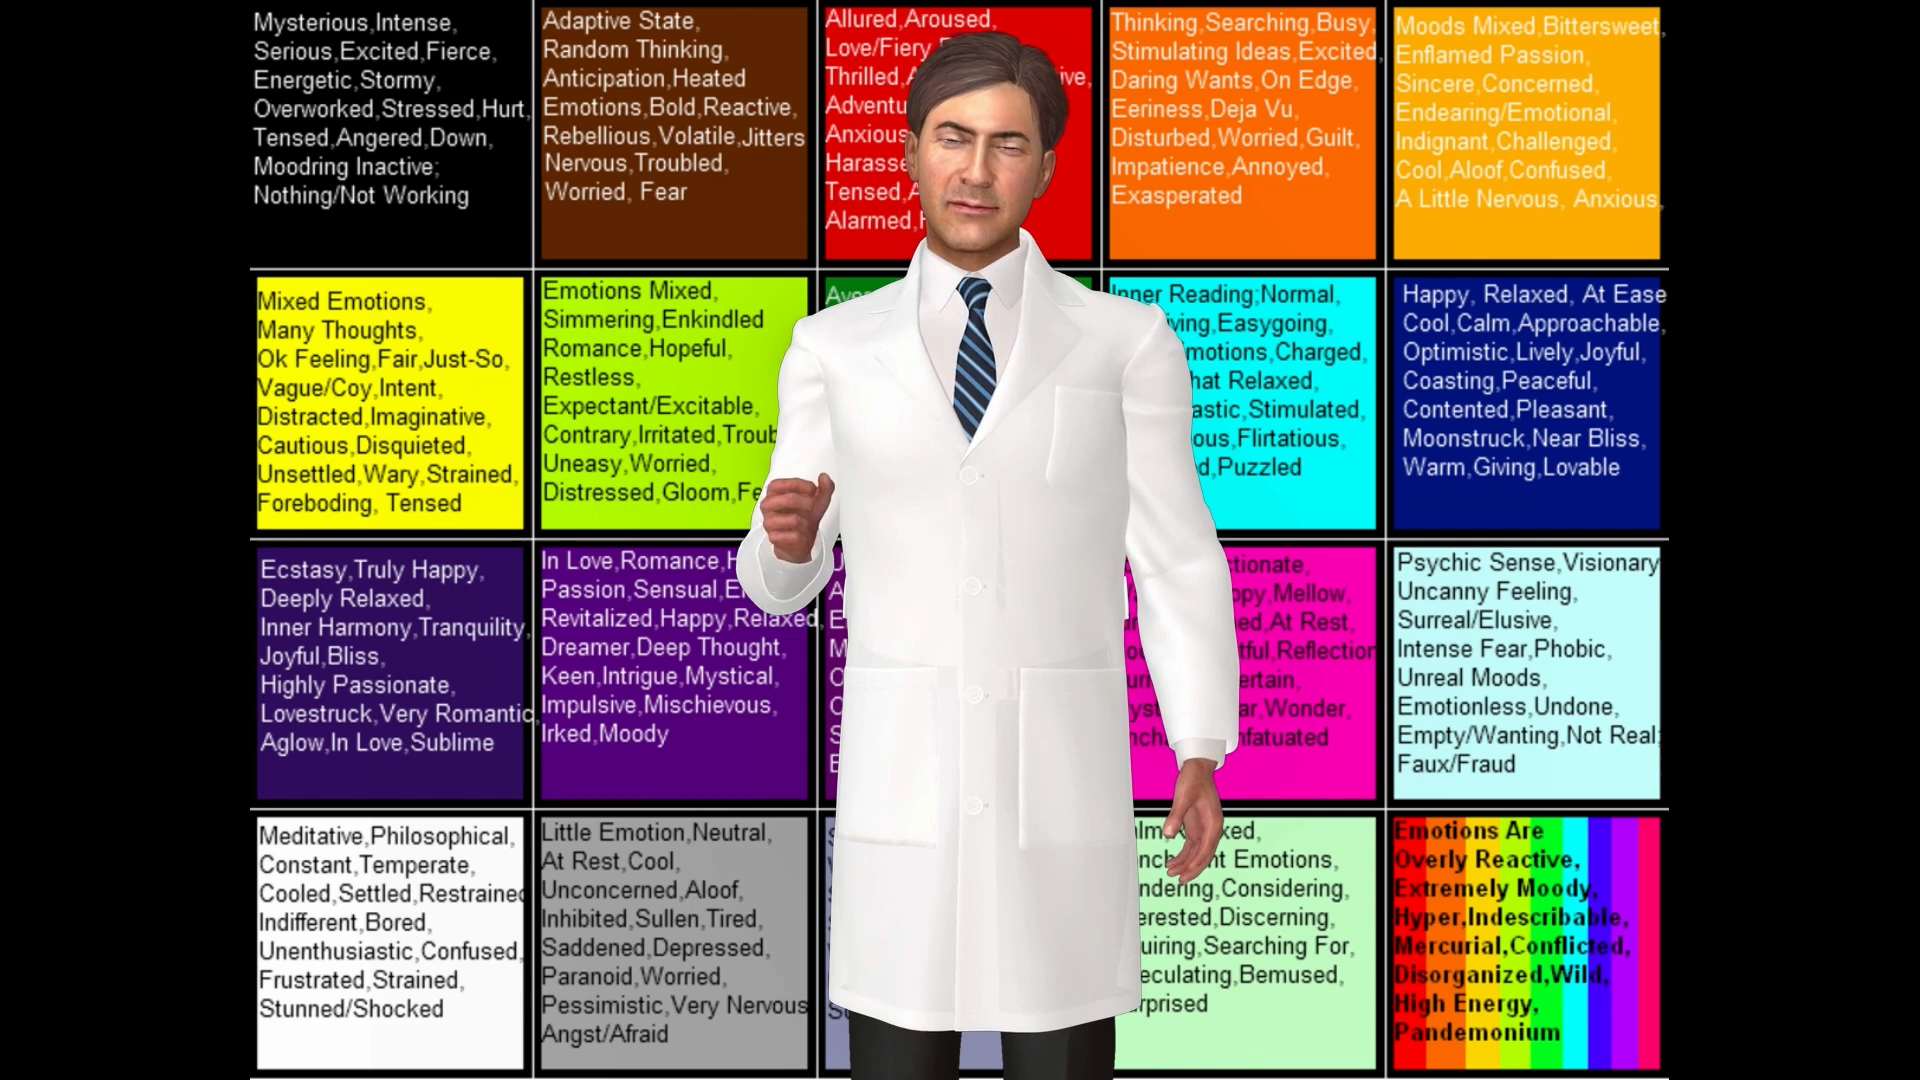 Mysterious,Intense,
Serious,Excited,Fierce,
Energetic,Stormy,
Overworked,Stressed,Hurt,
Tensed,Angered,Down,
Moodring Inactive;
Nothing/Not Working
Adaptive State,
Random Thinking,
Anticipation,Heated
Emotions,Bold,Reactive,
Rebellious,Volatile,Jitters
Nervous,Troubled,
Worried, Fear
Allured,Aroused,
Love/Fiery
Thrilled,
Anxious
Tensed,
Alarmed,
Thinking,Searching,Busy,
Stimulating Ideas,Excited,
Daring Wants,On Edge,
Eeriness,Deja Vu,
Disturbed,Worried,Guilt,
Impatience,Annoyed,
Exasperated
Moods Mixed,Bittersweet,
Enflamed Passion,
Sincere,Concerned,
Endearing/Emotional,
Indignant,Challenged,
Cool,Aloof,Confused,
A Little Nervous, Anxious,
Mixed Emotions,
Many Thoughts,
Ok Feeling,Fair,Just-So,
Vague/Coy,Intent,
Distracted,Imaginative,
Cautious,Disquieted,
Unsettled,Wary,Strained,
Foreboding, Tensed
Emotions Mixed,
Simmering,Enkindled
Romance,Hopeful,
Restless,
Expectant/Excitable,
Contrary,Irritated,
Uneasy,Worried,
Distressed,Gloom,
Inner Reading;Normal,
Easygoing,
Charged,
Relaxed,
Stimulated,
Flirtatious,
Puzzled
Happy, Relaxed, At Ease
Cool,Calm,Approachable,
Optimistic,Lively,Joyful,
Coasting,Peaceful,
Contented,Pleasant,
Moonstruck,Near Bliss,
Warm,Giving,Lovable
Ecstasy,Truly Happy,
Deeply Relaxed,
Inner Harmony,Tranquility,
Joyful,Bliss,
Highly Passionate,
Lovestruck,Very Romantic,
Aglow,In Love,Sublime
In Love,Romance,
Passion,Sensual,
Revitalized,Happy,Relaxed,
Dreamer,Deep Thought,
Keen,Intrigue,Mystical,
Impulsive,Mischievous,
Irked,Moody
Mellow,
At Rest,
Reflection
Wonder,
Psychic Sense,Visionary
Uncanny Feeling,
Surreal/Elusive,
Intense Fear,Phobic,
Unreal Moods,
Emotionless,Undone,
Empty/Wanting,Not Real;
Faux/Fraud
Meditative,Philosophical,
Constant,Temperate,
Cooled,Settled,Restrained
Indifferent,Bored,
Unenthusiastic,Confused,
Frustrated,Strained,
Stunned/Shocked
Little Emotion,Neutral,
At Rest,Cool,
Unconcerned,Aloof,
Inhibited,Sullen,Tired,
Saddened,Depressed,
Paranoid,Worried,
Pessimistic,Very Nervous
Angst/Afraid
Emotions,
Considering,
Discerning,
Searching For,
Bemused,
Emotions Are
Overly Reactive,
Extremely Moody,
Hyper,Indescribable,
Mercurial,Conflicted,
Disorganized,Wild,
High Energy,
Pandemonium